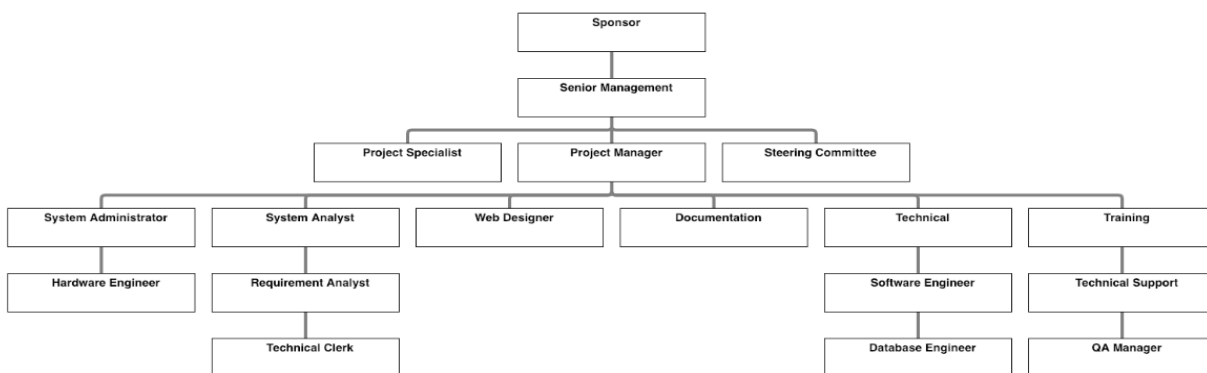 Sponsor
Senior Management
Project Specialist
Project Manager
Steering Committee
System Administrator
System Analyst
Web Designer
Documentation
Technical
Training
Hardware Engineer
Requirement Analyst
Software Engineer
Technical Support
Technical Clerk
Database Engineer
QA Manager